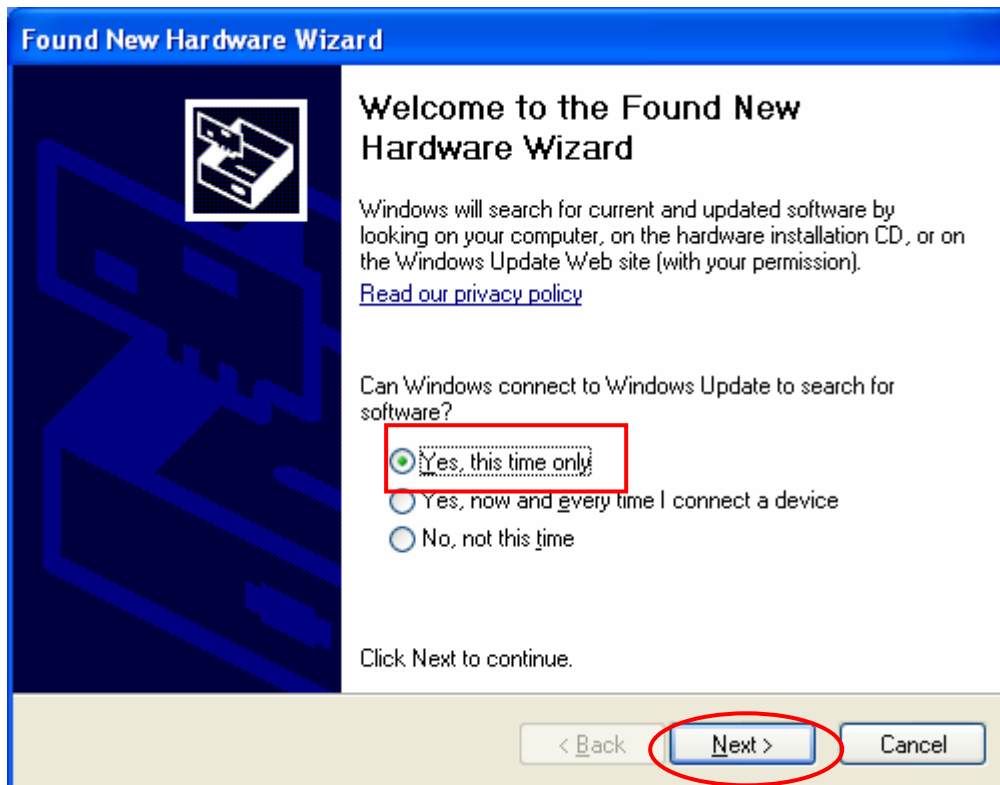 Found New Hardware Wizard
Welcome to the Found New
Hardware Wizard
Windows will search for current and updated software by
looking on your computer, on the hardware installation CD, or on
the Windows Update Web site (with your permission).
Read our privacy policy
Can Windows connect to Windows Update to search for
software?
Yes, this time only
Yes, now and every time I connect a device
No, not this time
Click Next to continue.
< Back Next > Cancel